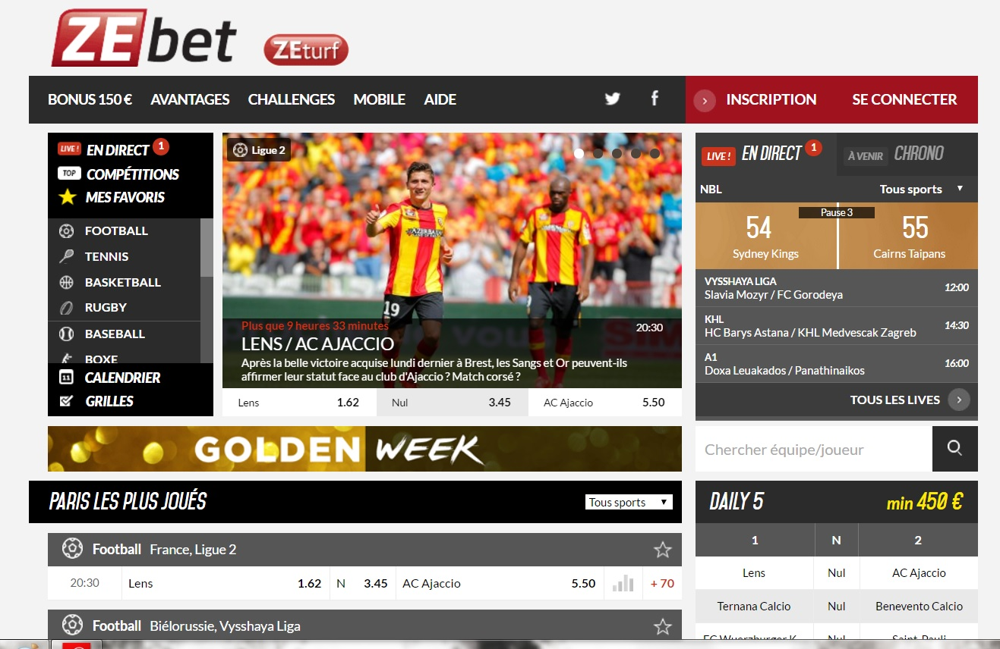 ZEbet
ZEturf
BONUS 150 € AVANTAGES CHALLENGES MOBILE AIDE
INSCRIPTION SE CONNECTER
LIVE ! EN DIRECT 1
TOP COMPÉTITIONS
MES FAVORIS
FOOTBALL
TENNIS
BASKETBALL
RUGBY
BASEBALL
BOXE
11 CALENDRIER
GRILLES
Ligue 2
AZERBAIJAN
19
Plus que 9 heures 33 minutes
20:30
LENS / AC AJACCIO
Après la belle victoire acquise lundi dernier à Brest, les Sangs et Or peuvent-ils
affirmer leur statut face au club d'Ajaccio ? Match corsé ?
Lens 1.62 Nul 3.45 AC Ajaccio 5.50
LIVE ! EN DIRECT 1 À VENIR CHRONO
NBL Tous sports
Pause 3
54 55
Sydney Kings Cairns Taipans
VYSSHAYA LIGA
Slavia Mozyr / FC Gorodeya 12:00
KHL
HC Barys Astana / KHL Medvescak Zagreb 14:30
A1
Doxa Leuakados / Panathinaikos 16:00
TOUS LES LIVES
GOLDEN WEEK
Chercher équipe/joueur
PARIS LES PLUS JOUÉS Tous sports
Football France, Ligue 2
20:30 Lens 1.62 N 3.45 AC Ajaccio 5.50 + 70
Football Biélorussie, Vysshaya Liga
DAILY 5 min 450 €
1 N 2
Lens Nul AC Ajaccio
Ternana Calcio Nul Benevento Calcio
FC Wuerzburger K... Nul Saint-Pauli